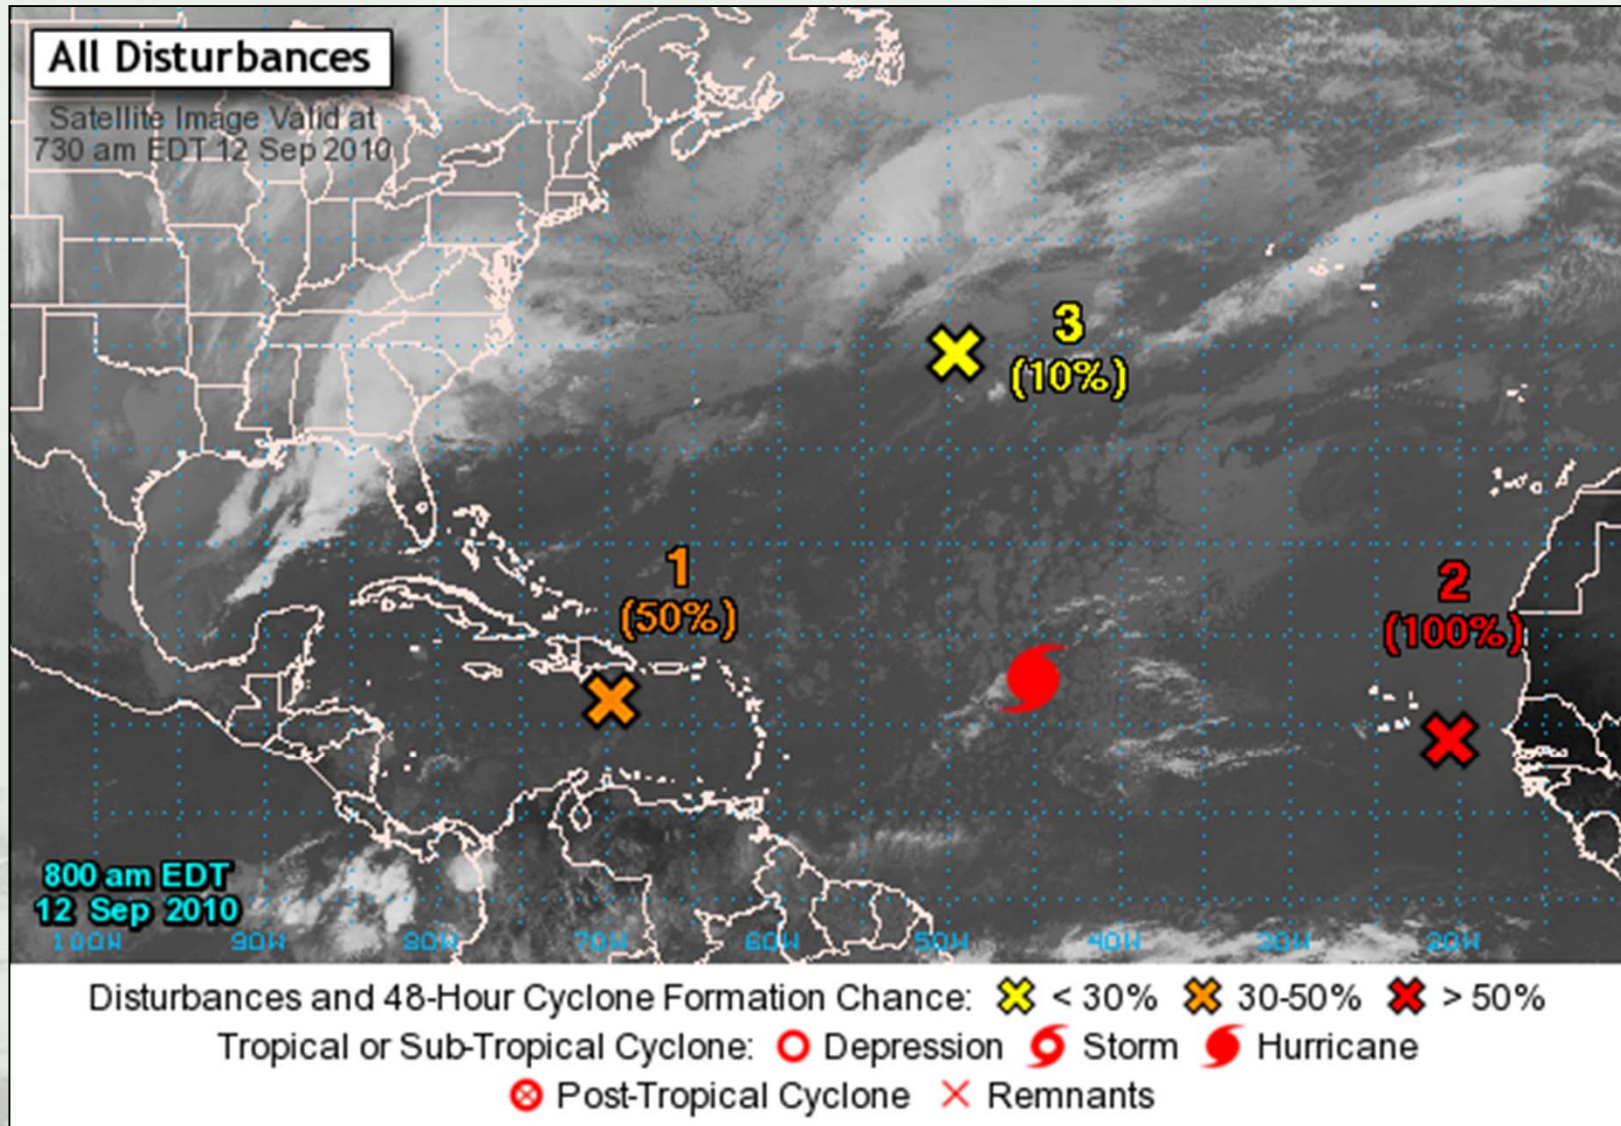 All Disturbances
Satellite Image Valid at
730 am EDT 12 Sep 2010
3
(10%)
1
(50%)
2
(100%)
800 am EDT
12 Sep 2010
100W 90W 80W 70W 60W 50W 40W 30W 20W
Disturbances and 48-Hour Cyclone Formation Chance: < 30% 30-50% > 50%
Tropical or Sub-Tropical Cyclone: Depression Storm Hurricane
Post-Tropical Cyclone Remnants